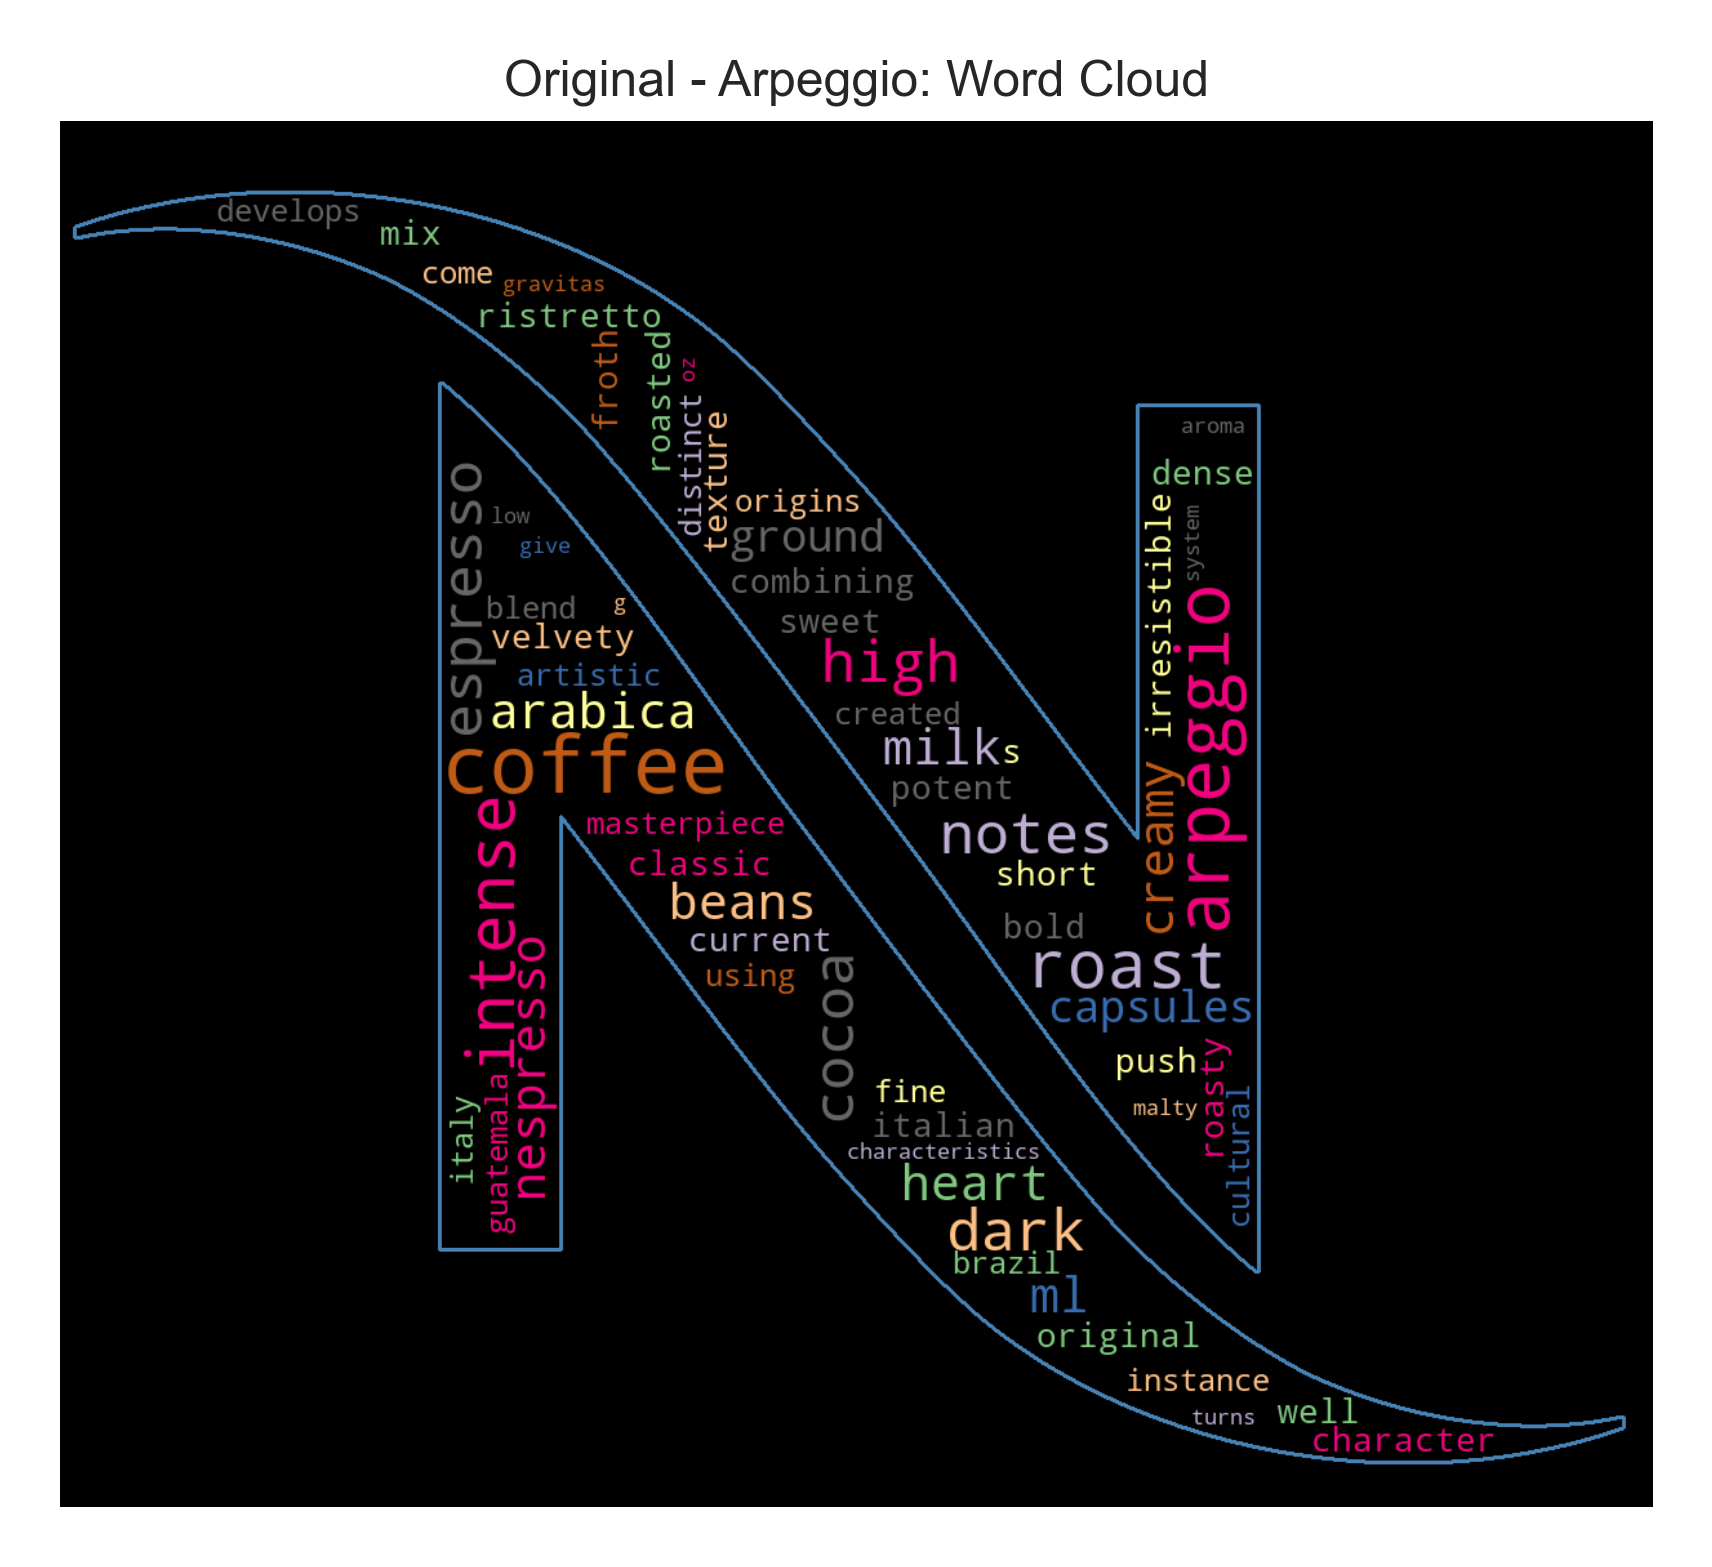 Original - Arpeggio: Word Cloud
develops
mix
come
gravitas
ristretto
froth
roasted
oz
distinct
texture
origins
ground
combining
sweet
high
created
milk
s
potent
notes
short
bold
roast
capsules
push
malty
roasty
cultural
aroma
dense
irresistible
system
arpeggio
creamy
espresso
low
give
blend
g
velvety
artistic
arabica
coffee
intense
nespresso
italy
guatemala
masterpiece
classic
beans
current
using
cocoa
fine
italian
characteristics
heart
dark
brazil
ml
original
instance
turns
well
character